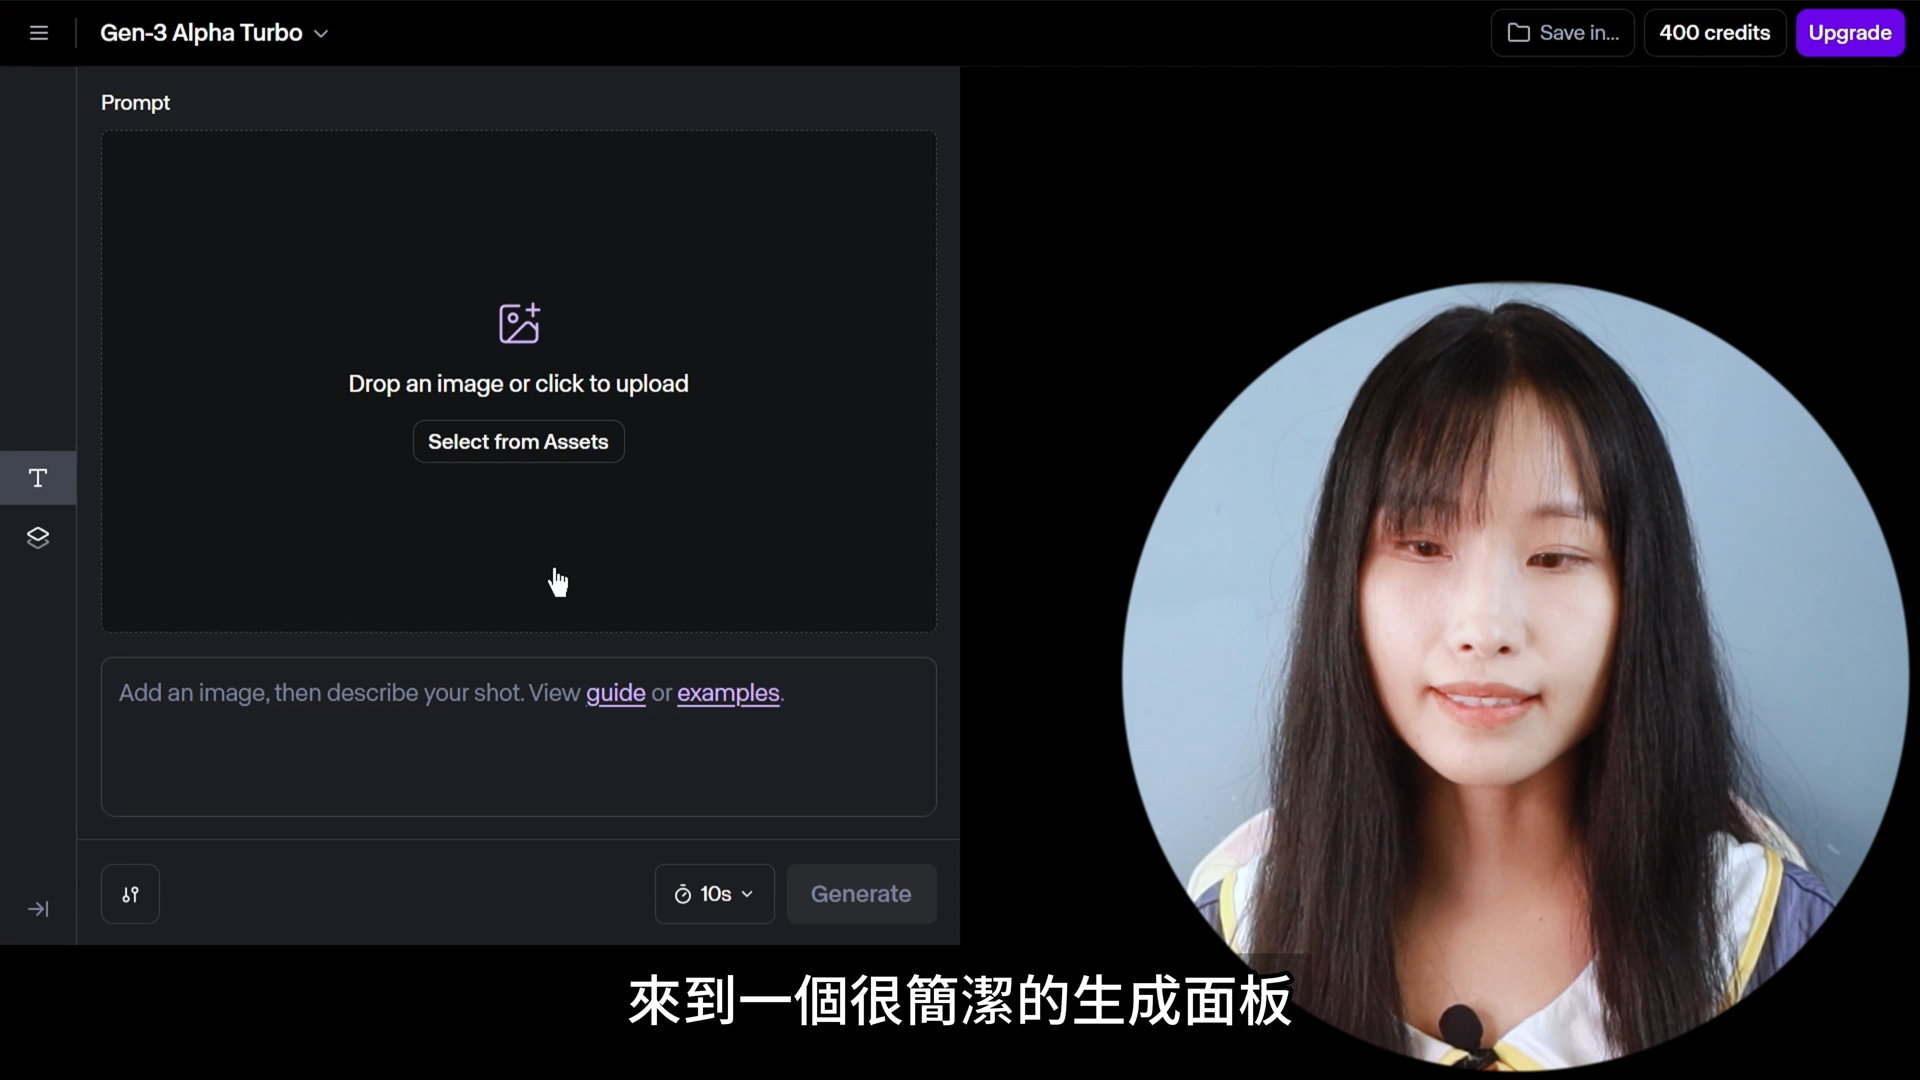 Gen-3 Alpha Turbo
Save in...
400 credits
Upgrade
Prompt
Drop an image or click to upload
Select from Assets
T
Add an image, then describe your shot. View guide or examples.
10s
Generate
來到一個很簡潔的生成面板